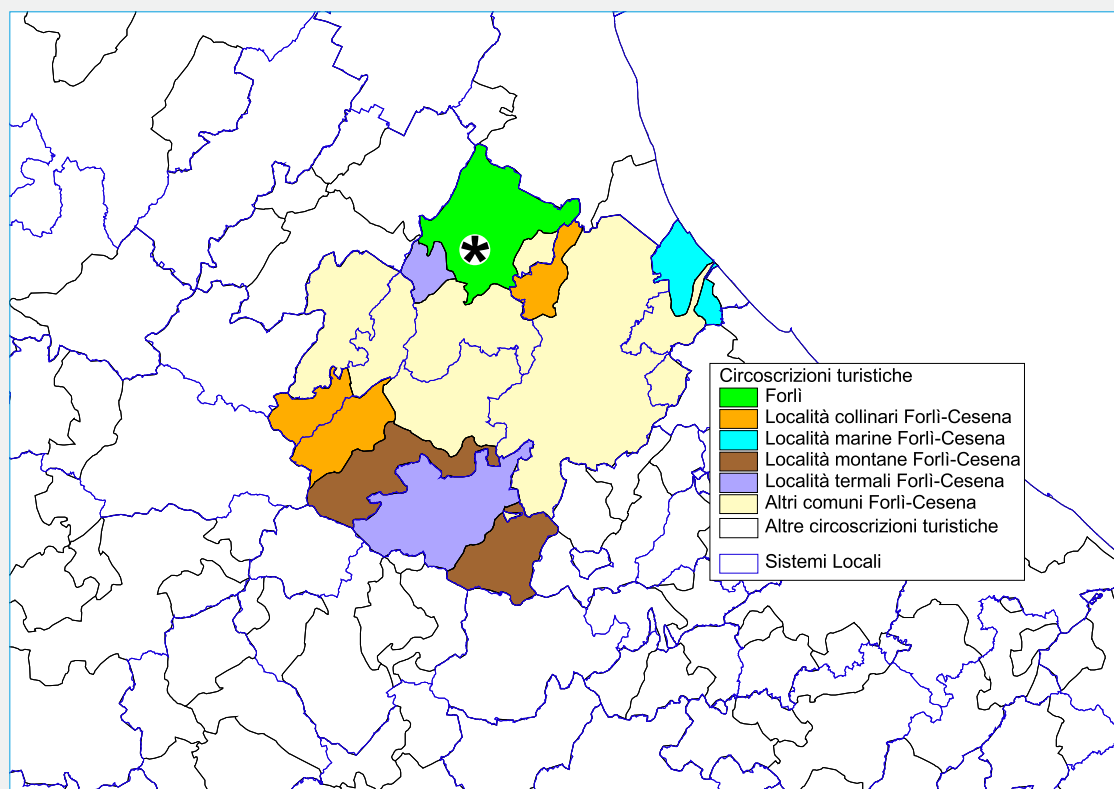 *
Circoscrizioni turistiche
Forlì
Località collinari Forlì-Cesena
Località marine Forlì-Cesena
Località montane Forlì-Cesena
Località termali Forlì-Cesena
Altri comuni Forlì-Cesena
Altre circoscrizioni turistiche
Sistemi Locali